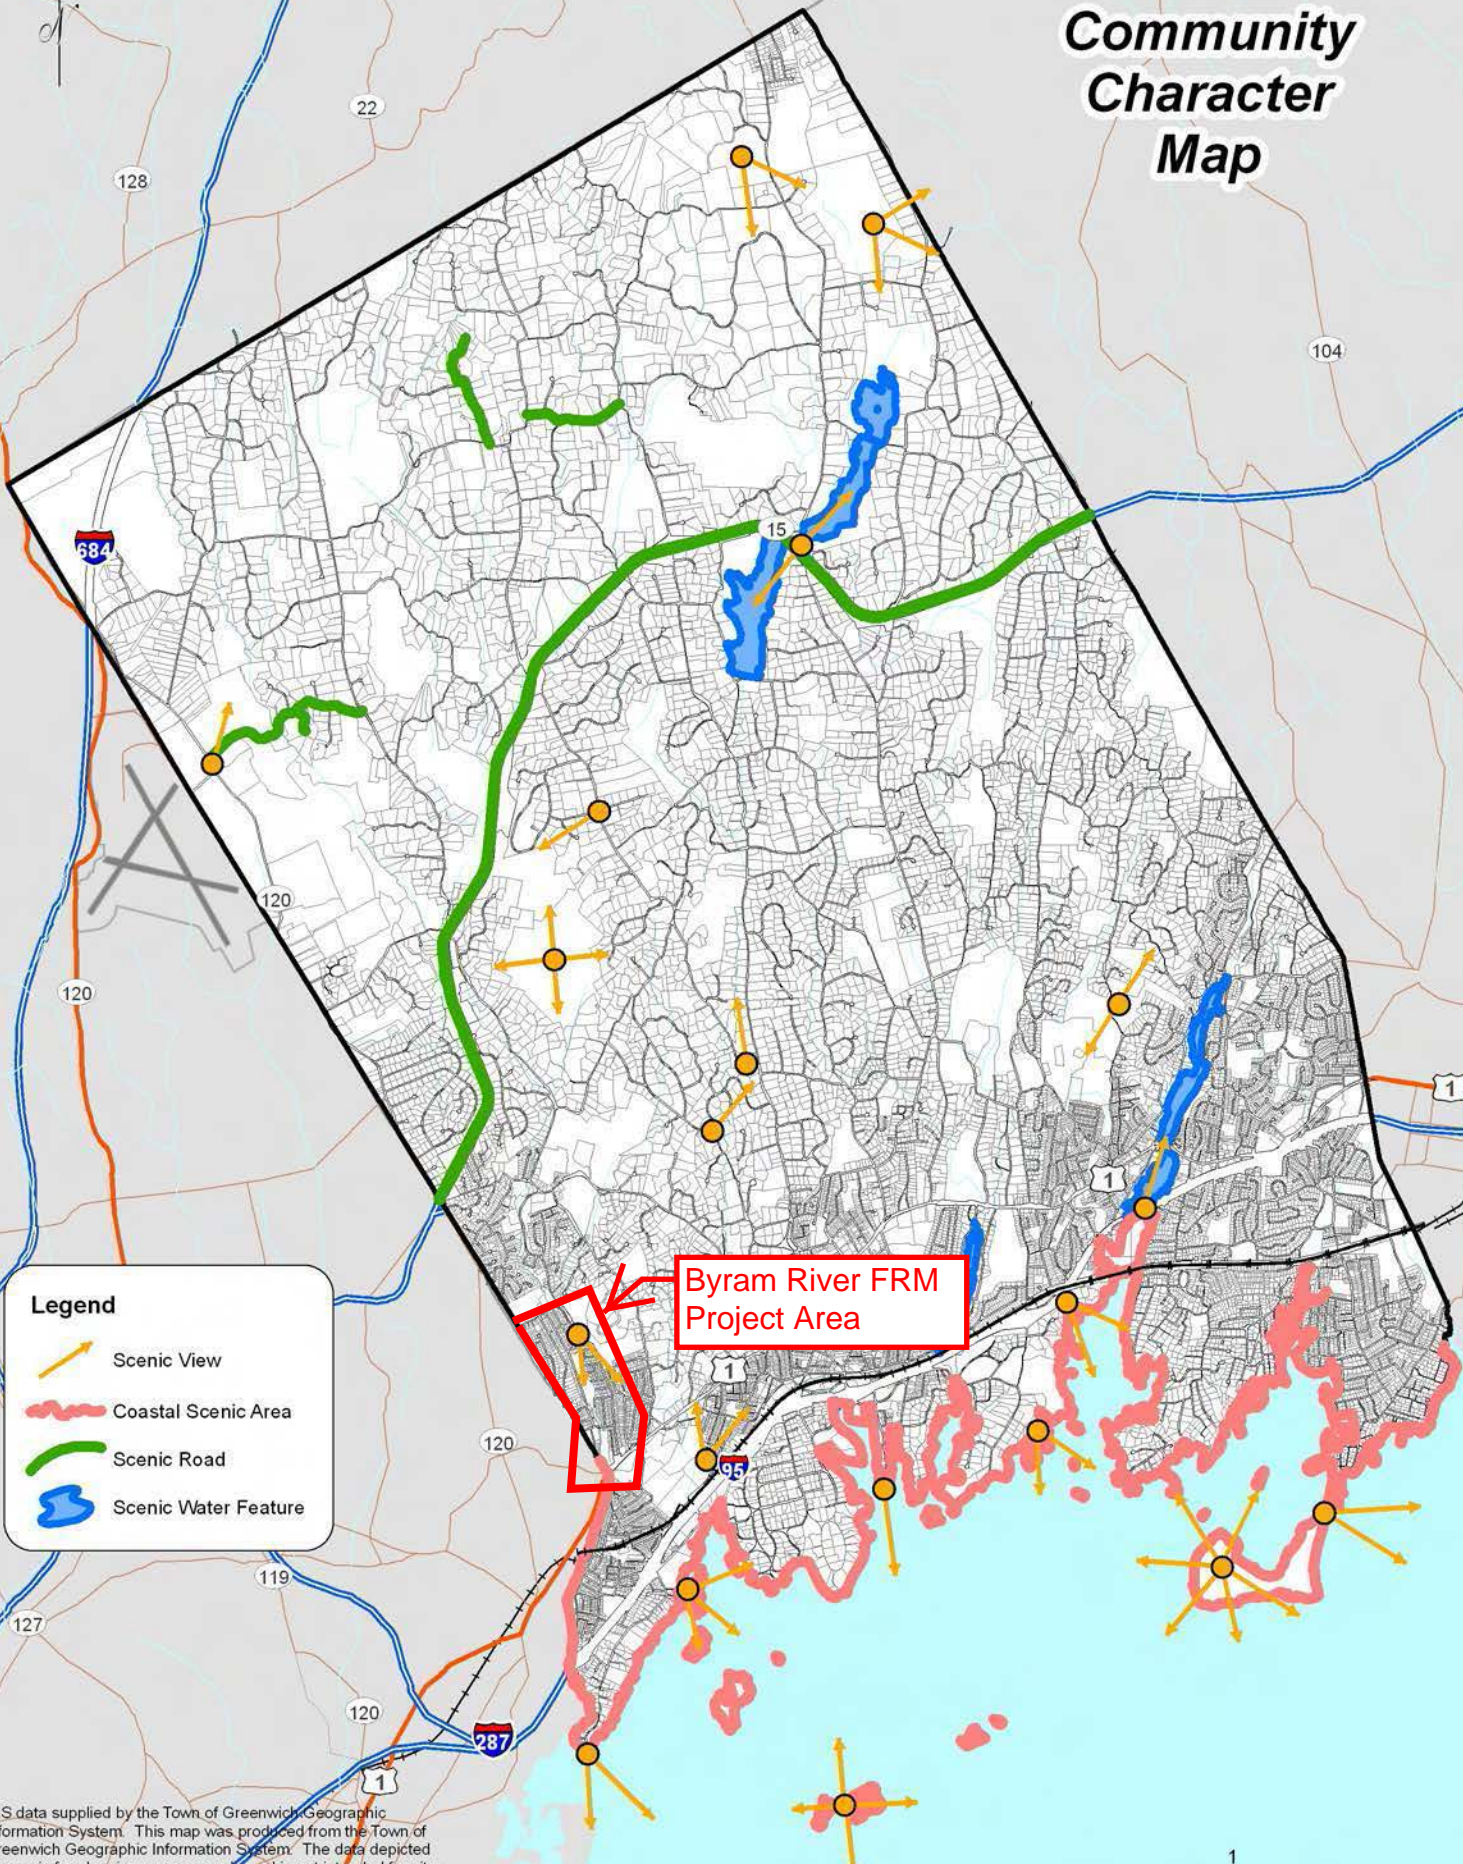 Community
Character
Map
22
128
104
15
684
120
120
1
1
Byram River FRM
Project Area
1
Legend
Scenic View
Coastal Scenic Area
Scenic Road
Scenic Water Feature
120
95
119
127
120
287
1
S data supplied by the Town of Greenwich Geographic
formation System. This map was produced from the Town of
reenwich Geographic Information System. The data depicted
1